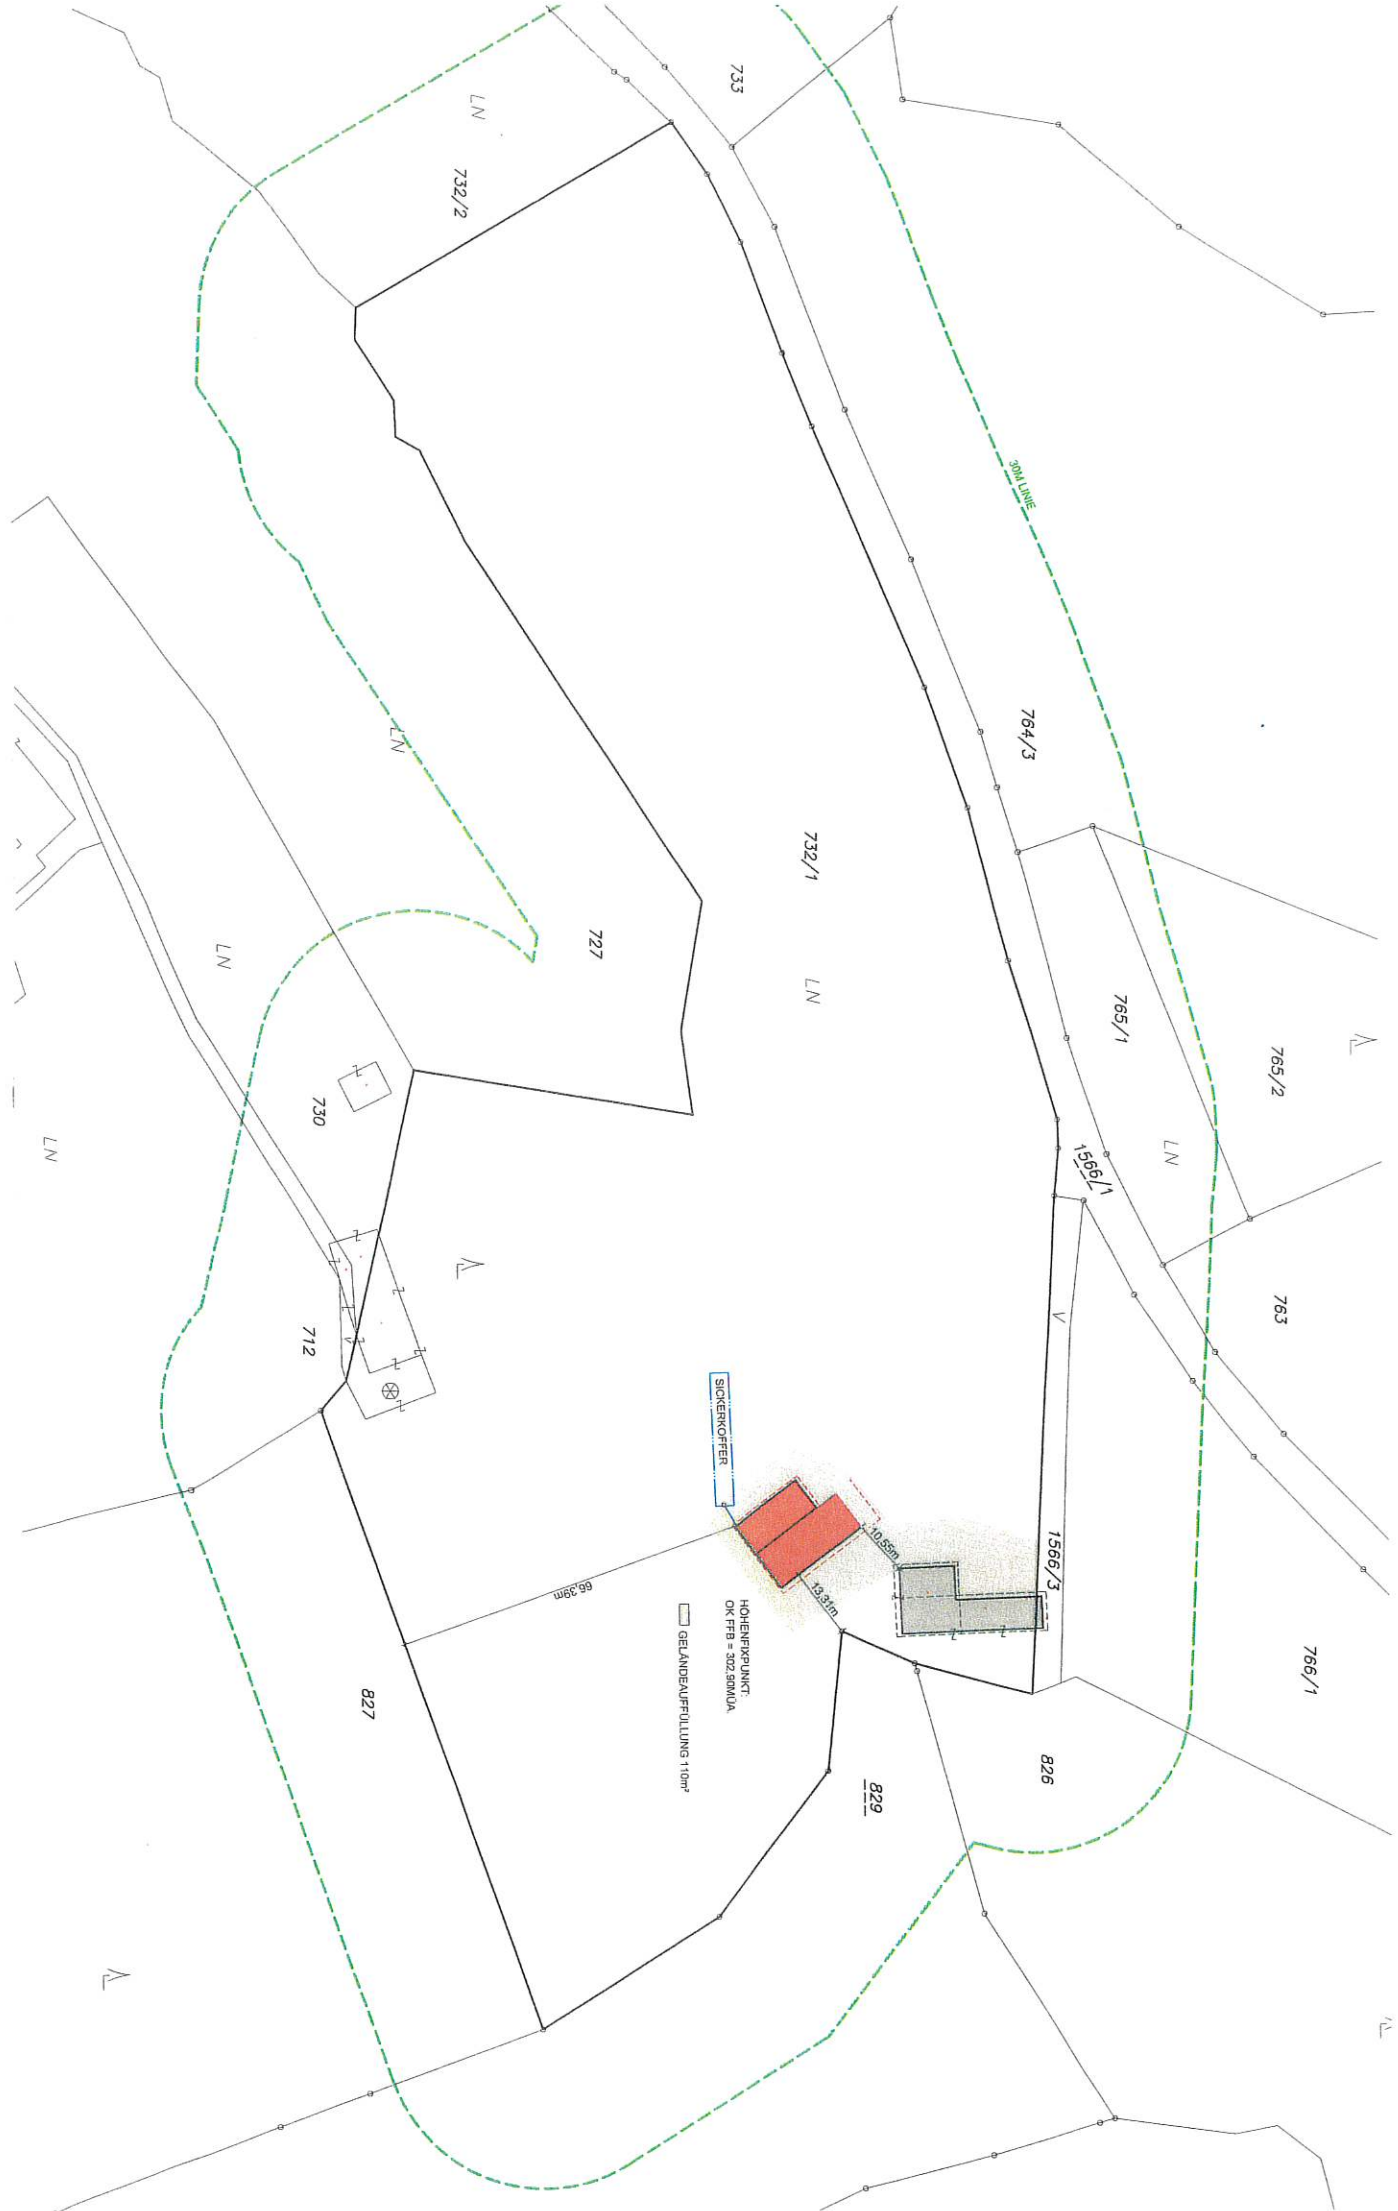 733
LN
732/2
30M LINIE
764/3
LN
732/1
727
LN
765/1
765/2
LN
LN
730
1566/1
LN
LN
763
V
712
V
SICKERKOFFER
10,55m
13,31m
1566/3
66,39m
HÖHENFIXPUNKT:
OK FFB = 302,90MÜA.
GELÄNDEAUFFÜLLUNG 110m²
766/1
827
826
829